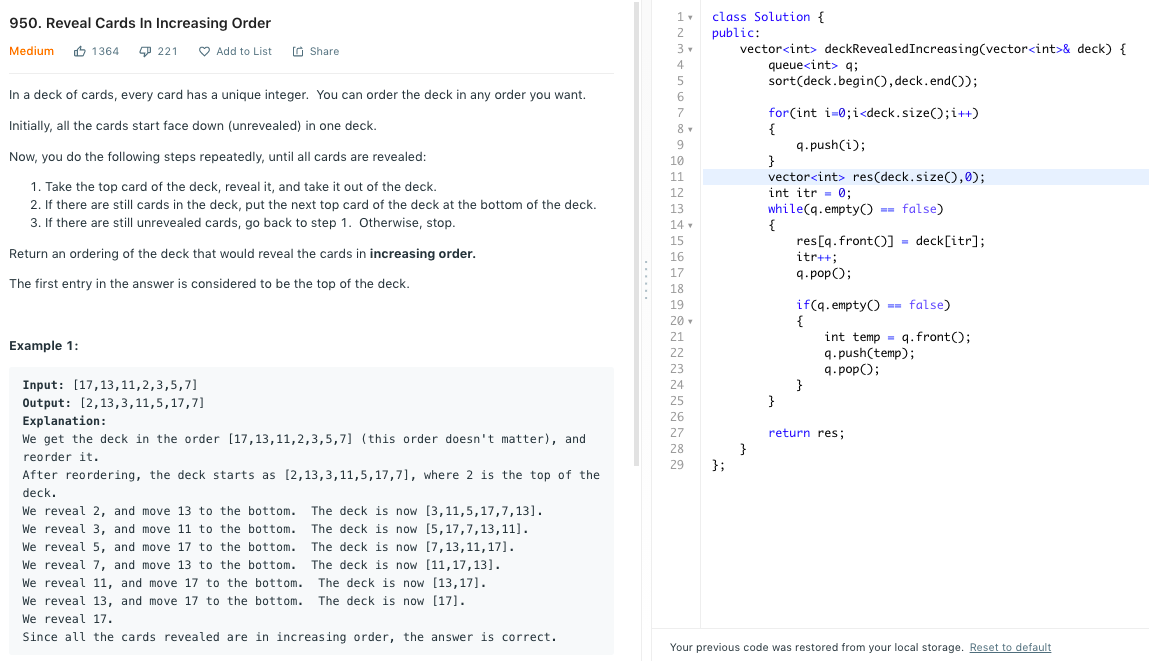 950. Reveal Cards In Increasing Order
Medium 1364 221 Add to List Share
In a deck of cards, every card has a unique integer.  You can order the deck in any order you want.
Initially, all the cards start face down (unrevealed) in one deck.
Now, you do the following steps repeatedly, until all cards are revealed:
1. Take the top card of the deck, reveal it, and take it out of the deck.
2. If there are still cards in the deck, put the next top card of the deck at the bottom of the deck.
3. If there are still unrevealed cards, go back to step 1.  Otherwise, stop.
Return an ordering of the deck that would reveal the cards in increasing order.
The first entry in the answer is considered to be the top of the deck.
Example 1:
Input: [17,13,11,2,3,5,7]
Output: [2,13,3,11,5,17,7]
Explanation:
We get the deck in the order [17,13,11,2,3,5,7] (this order doesn't matter), and
reorder it.
After reordering, the deck starts as [2,13,3,11,5,17,7], where 2 is the top of the
deck.
We reveal 2, and move 13 to the bottom.  The deck is now [3,11,5,17,7,13].
We reveal 3, and move 11 to the bottom.  The deck is now [5,17,7,13,11].
We reveal 5, and move 17 to the bottom.  The deck is now [7,13,11,17].
We reveal 7, and move 13 to the bottom.  The deck is now [11,17,13].
We reveal 11, and move 17 to the bottom.  The deck is now [13,17].
We reveal 13, and move 17 to the bottom.  The deck is now [17].
We reveal 17.
Since all the cards revealed are in increasing order, the answer is correct.
1 class Solution {
2 public:
3     vector<int> deckRevealedIncreasing(vector<int>& deck) {
4         queue<int> q;
5         sort(deck.begin(),deck.end());
6
7         for(int i=0;i<deck.size();i++)
8         {
9             q.push(i);
10         }
11         vector<int> res(deck.size(),0);
12         int itr = 0;
13         while(q.empty() == false)
14         {
15             res[q.front()] = deck[itr];
16             itr++;
17             q.pop();
18
19             if(q.empty() == false)
20             {
21                 int temp = q.front();
22                 q.push(temp);
23                 q.pop();
24             }
25         }
26
27         return res;
28     }
29 };
Your previous code was restored from your local storage. Reset to default